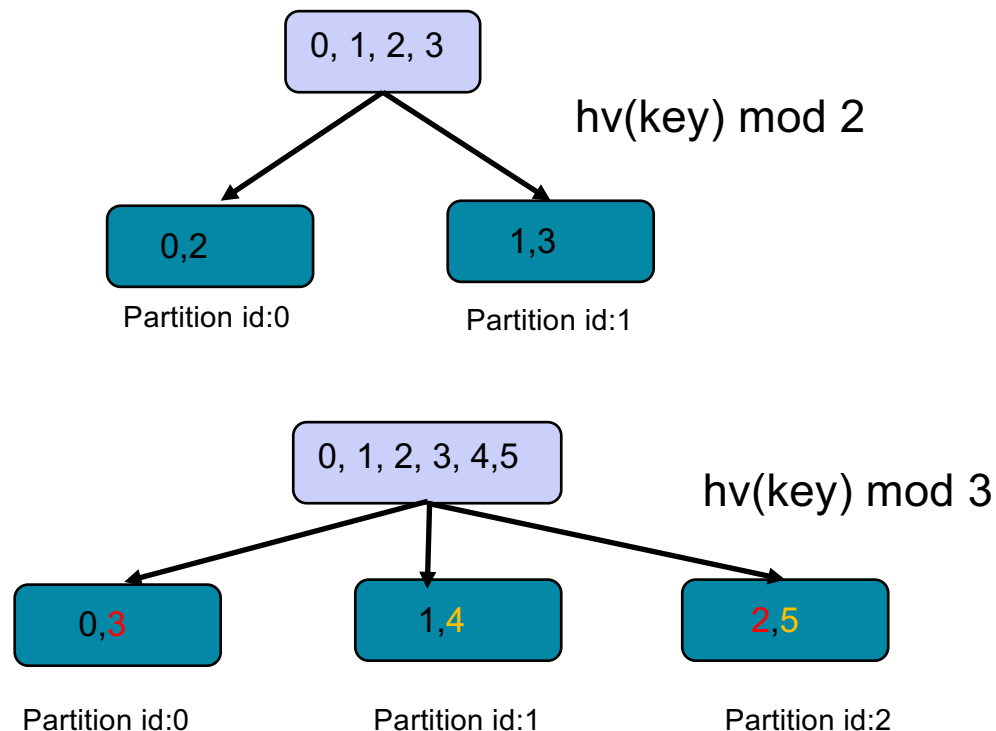 0, 1, 2, 3
hv(key) mod 2
0,2
1,3
Partition id:0
Partition id:1
0, 1, 2, 3, 4,5
hv(key) mod 3
0,3
1,4
2,5
Partition id:0
Partition id:1
Partition id:2